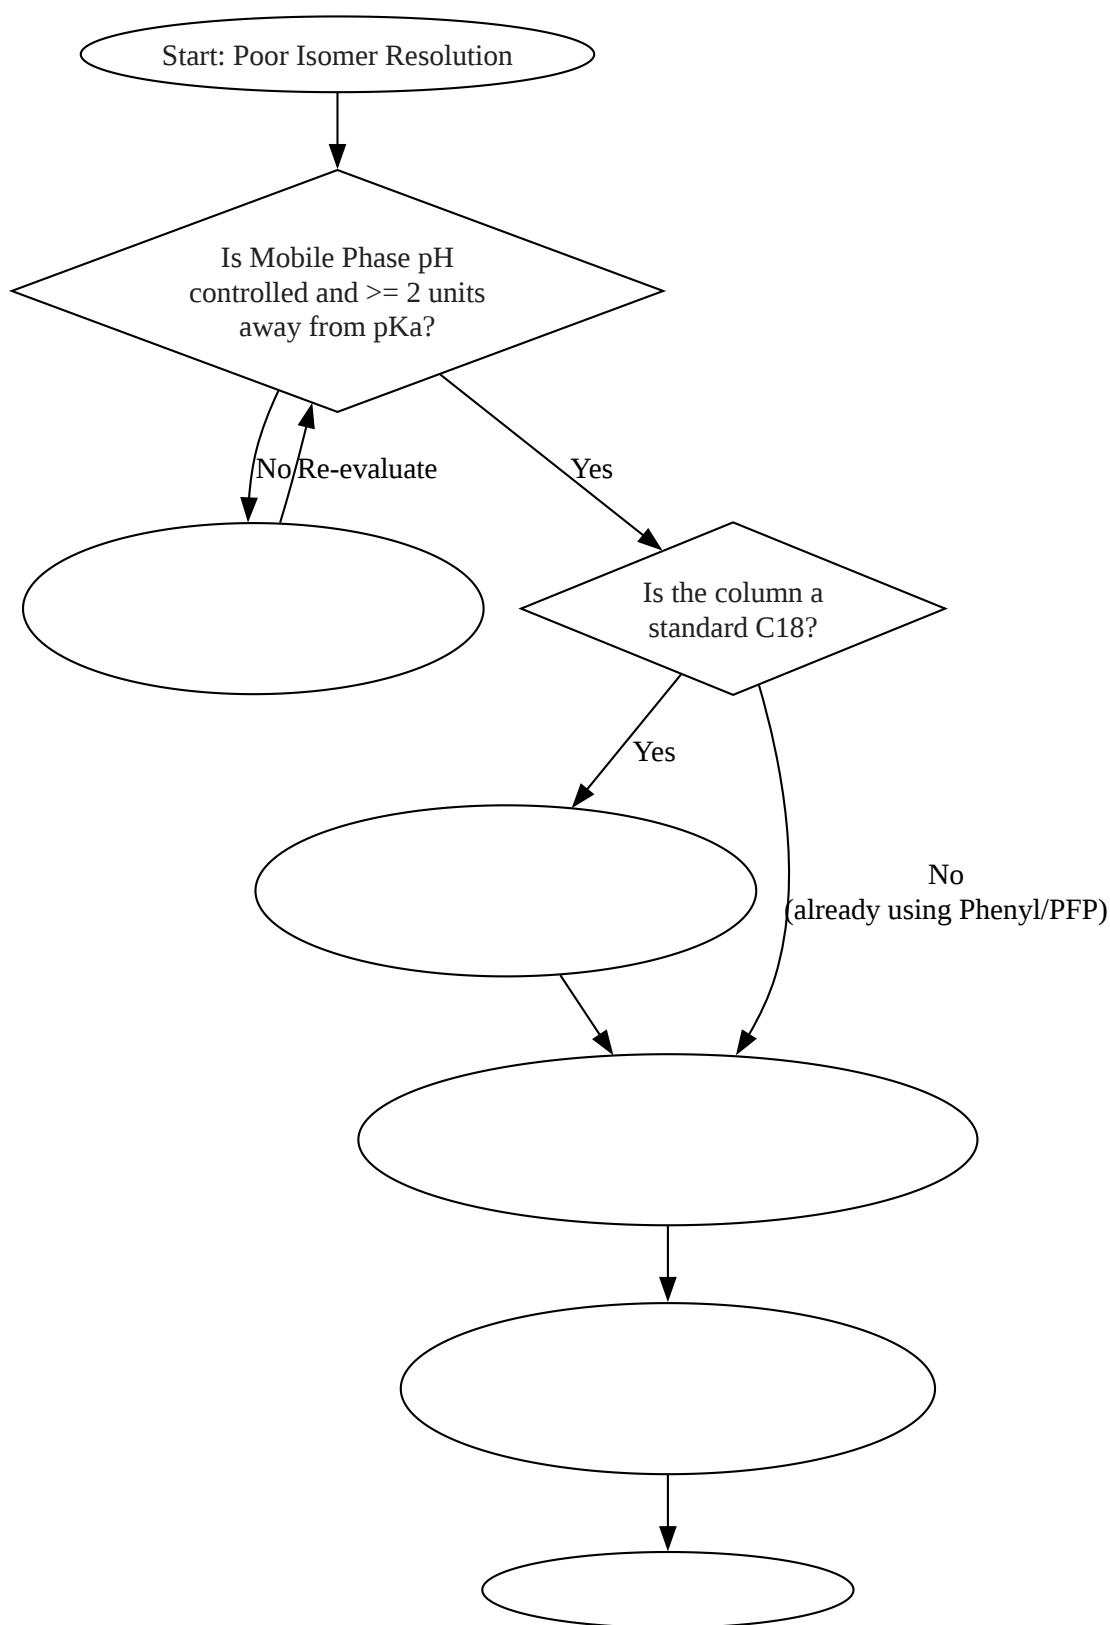 Start: Poor Isomer Resolution
Is Mobile Phase pH
controlled and >= 2 units
away from pKa?
No
Re-evaluate
Yes
Is the column a
standard C18?
Yes
No
(already using Phenyl/PFP)